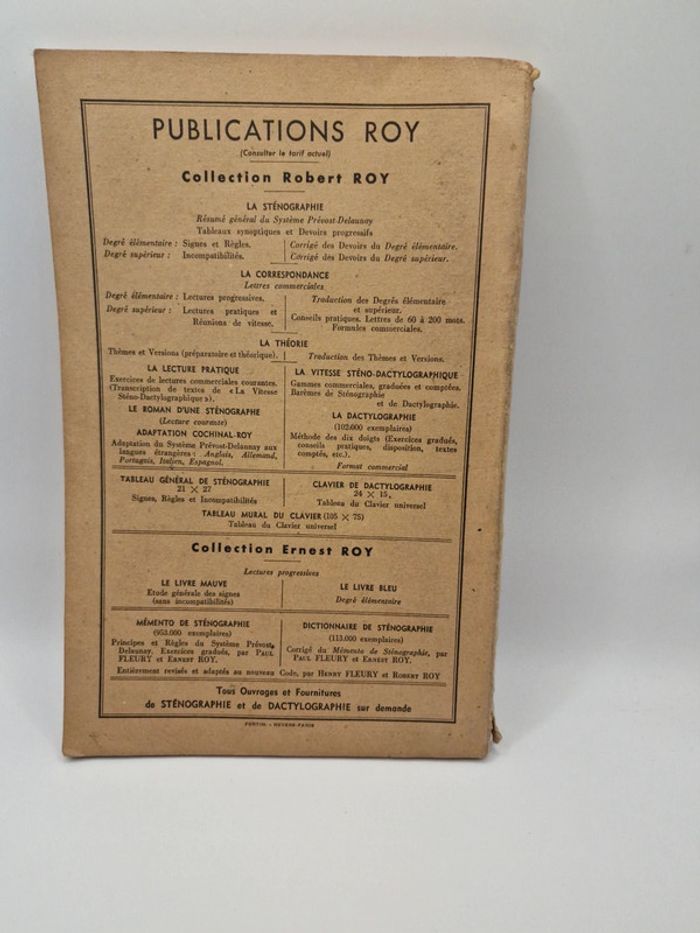 PUBLICATIONS ROY
(Consulter le tarif actuel)
Collection Robert ROY
LA STÉNOGRAPHIE
Résumé général du Système Prévost-Delaunay
Tableaux synoptiques et Devoirs progressifs
Degré élémentaire : Signes et Règles.
Degré supérieur : Incompatibilités.
Corrigé des Devoirs du Degré élémentaire.
Corrigé des Devoirs du Degré supérieur.
LA CORRESPONDANCE
Lettres commerciales
Degré élémentaire : Lectures progressives.
Degré supérieur : Lectures pratiques et
Réunions de vitesse.
Traduction des Degrés élémentaire
et supérieur.
Conseils pratiques. Lettres de 60 à 200 mots.
Formules commerciales.
LA THÉORIE
Thèmes et Versions (préparatoire et théorique).
Traduction des Thèmes et Versions.
LA LECTURE PRATIQUE
Exercices de lectures commerciales courantes.
(Transcription de textes de « La Vitesse
Sténo-Dactylographique »).
LE ROMAN D'UNE STÉNOGRAPHE
(Lecture courante)
ADAPTATION COCHINAL-ROY
Adaptation du Système Prévost-Delaunay aux
langues étrangères : Anglais, Allemand,
Portugais, Italien, Espagnol.
LA VITESSE STÉNO-DACTYLOGRAPHIQUE
Gammes commerciales, graduées et comptées.
Barèmes de Sténographie
et de Dactylographie.
LA DACTYLOGRAPHIE
(102.000 exemplaires)
Méthode des dix doigts (Exercices gradués,
conseils pratiques, disposition, textes
comptés, etc.).
Format commercial
TABLEAU GÉNÉRAL DE STÉNOGRAPHIE
21 × 27
Signes, Règles et Incompatibilités
CLAVIER DE DACTYLOGRAPHIE
24 × 15.
Tableau du Clavier universel
TABLEAU MURAL DU CLAVIER (105 × 75)
Tableau du Clavier universel
Collection Ernest ROY
Lectures progressives
LE LIVRE MAUVE
Etude générale des signes
(sans incompatibilités)
LE LIVRE BLEU
Degré élémentaire
MÉMENTO DE STÉNOGRAPHIE
(953.000 exemplaires)
Principes et Règles du Système Prévost
Delaunay. Exercices gradués, par PAUL
FLEURY et ERNEST ROY.
DICTIONNAIRE DE STÉNOGRAPHIE
(113.000 exemplaires)
Corrigé du Mémento de Sténographie, par
PAUL FLEURY et ERNEST ROY.
Entièrement revisés et adaptés au nouveau Code, par HENRY FLEURY et ROBERT ROY
Tous Ouvrages et Fournitures
de STÉNOGRAPHIE et de DACTYLOGRAPHIE sur demande
FORTIN - NEVERS-PARIS